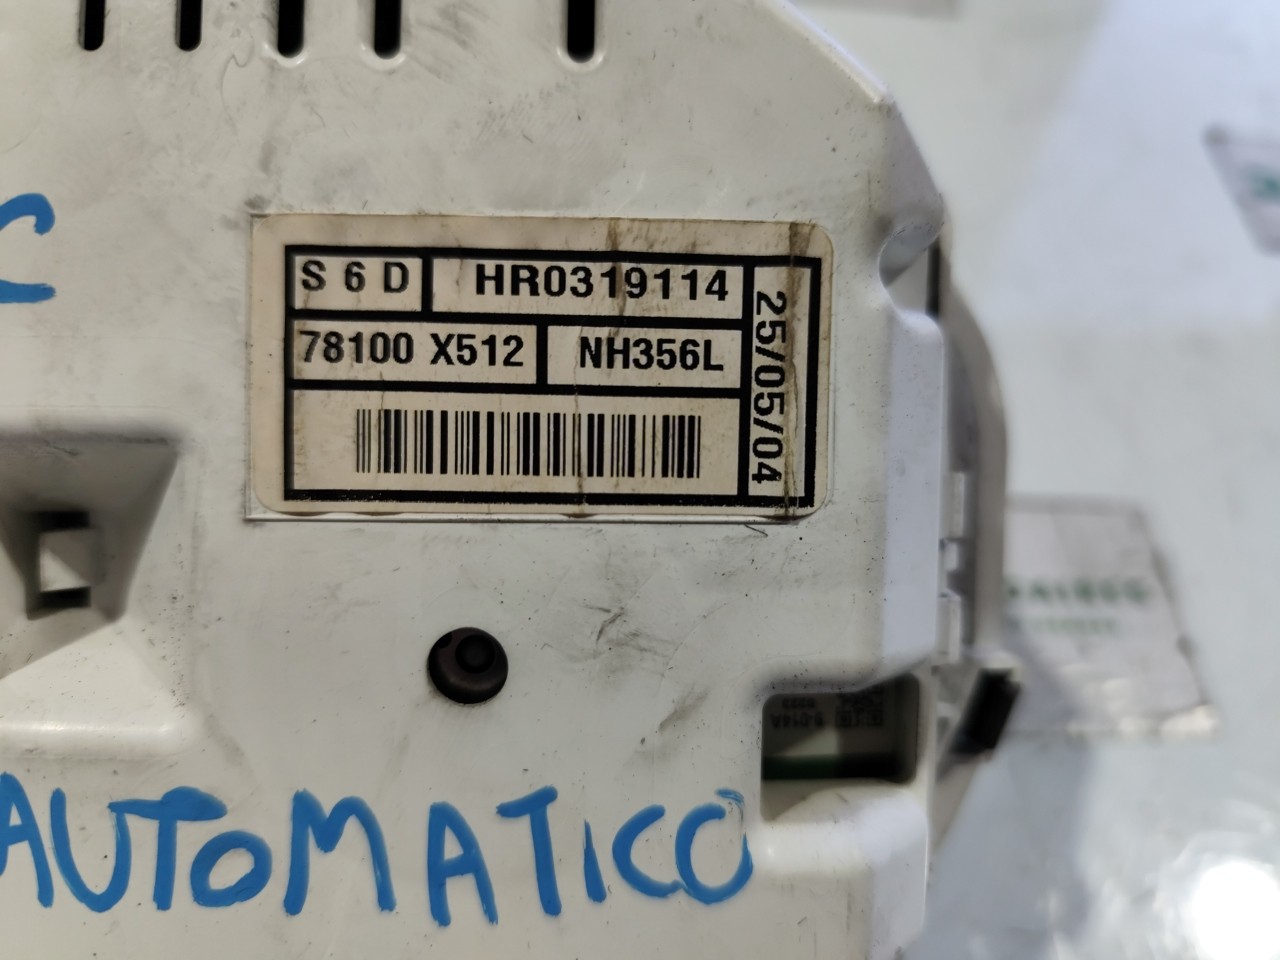 C
S 6 D
HR0319114
78100 X512
NH356L
25/05/04
AUTOMATICO